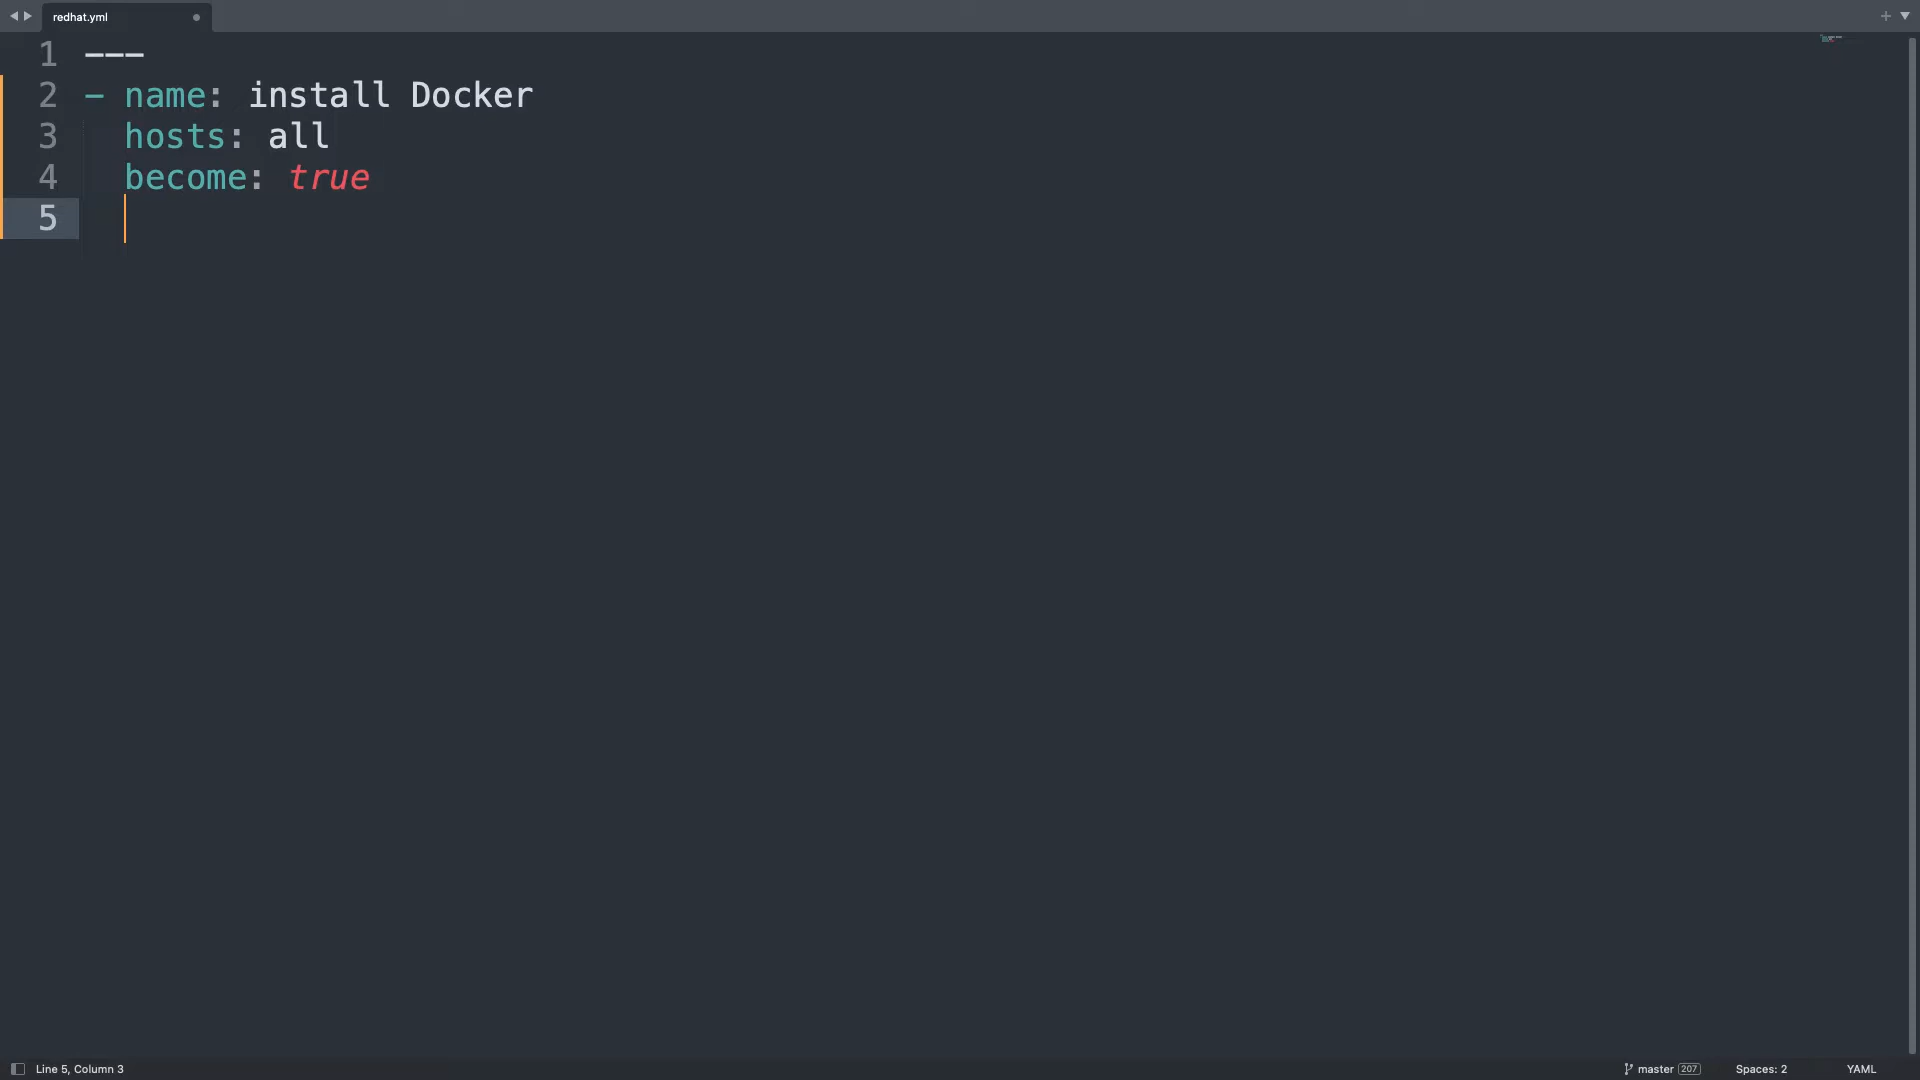 redhat.yml
1 ---
2 - name: install Docker
3 hosts: all
4 become: true
5
Line 5, Column 3
master 207
Spaces: 2
YAML